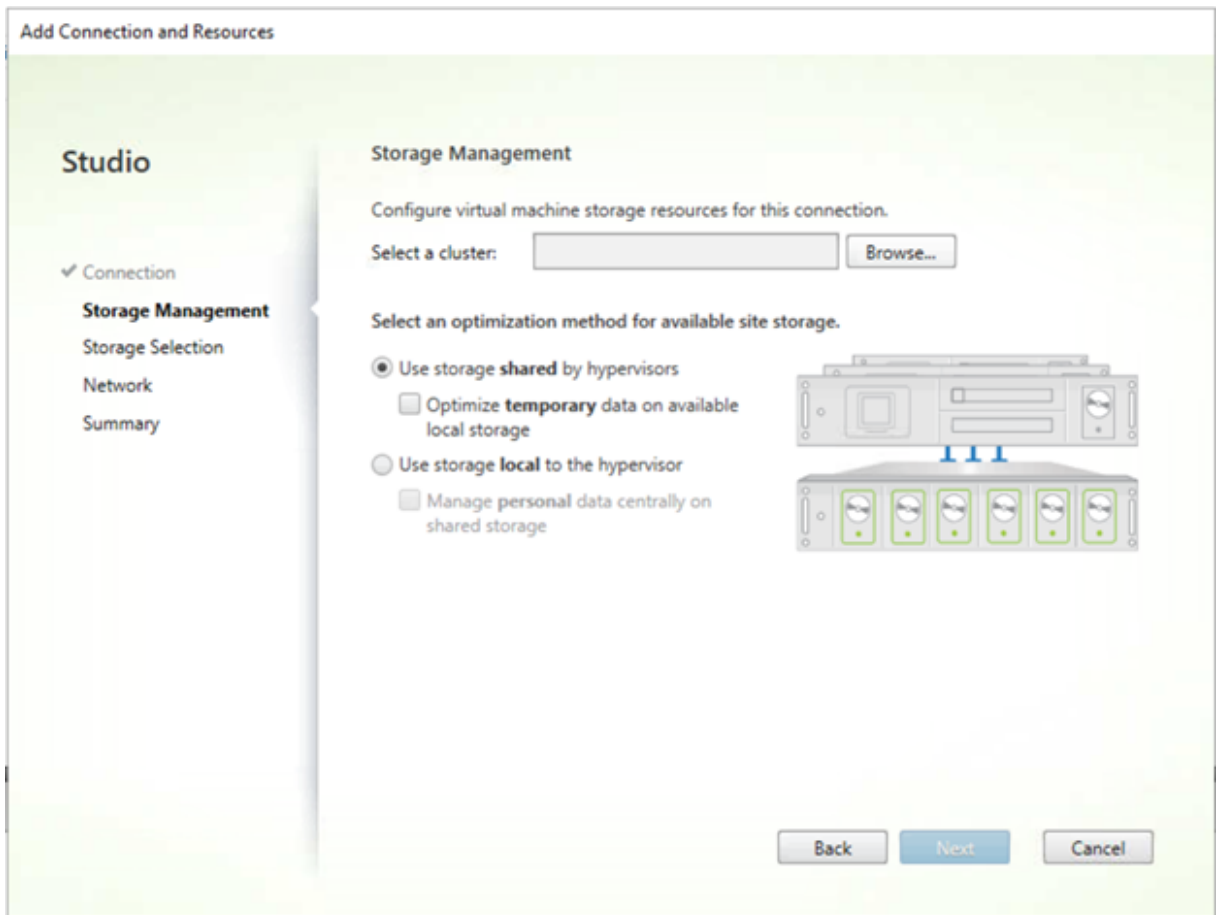 Add Connection and Resources
Studio
Connection
Storage Management
Storage Selection
Network
Summary
Storage Management
Configure virtual machine storage resources for this connection.
Select a cluster:
Browse...
Select an optimization method for available site storage.
Use storage shared by hypervisors
Optimize temporary data on available
local storage
Use storage local to the hypervisor
Manage personal data centrally on
shared storage
Back
Next
Cancel